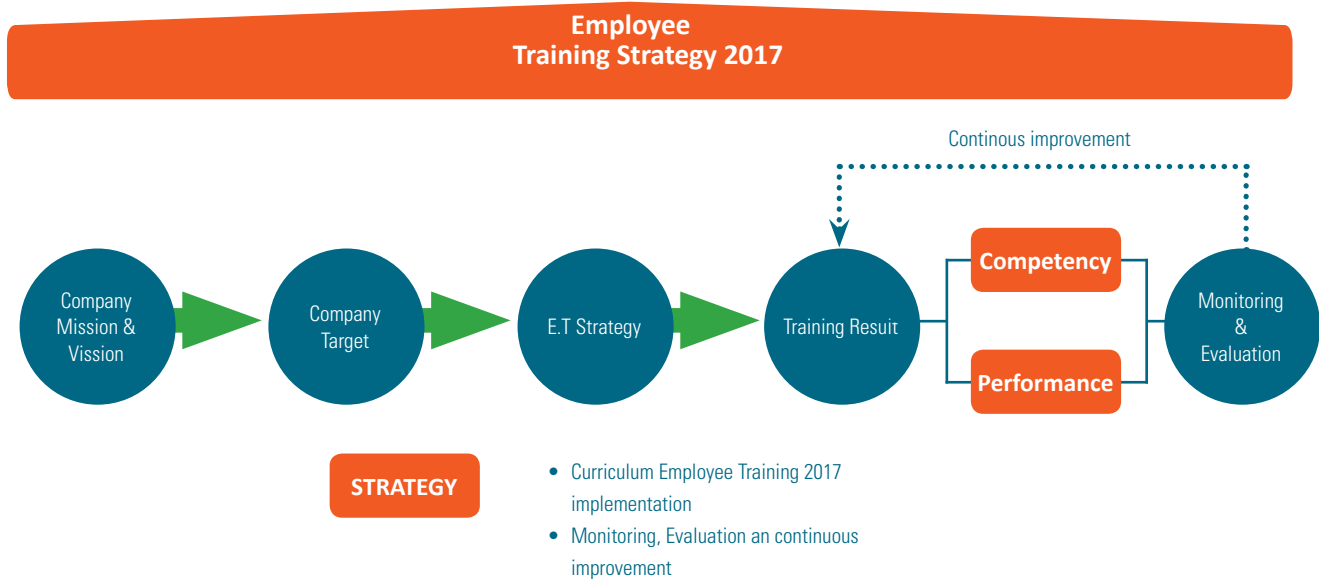 Employee
Training Strategy 2017
Continous improvement
Company
Mission &
Vission
Company
Target
E.T Strategy
Training Resuit
Competency
Performance
Monitoring
&
Evaluation
STRATEGY
• Curriculum Employee Training 2017
implementation
• Monitoring, Evaluation an continuous
improvement